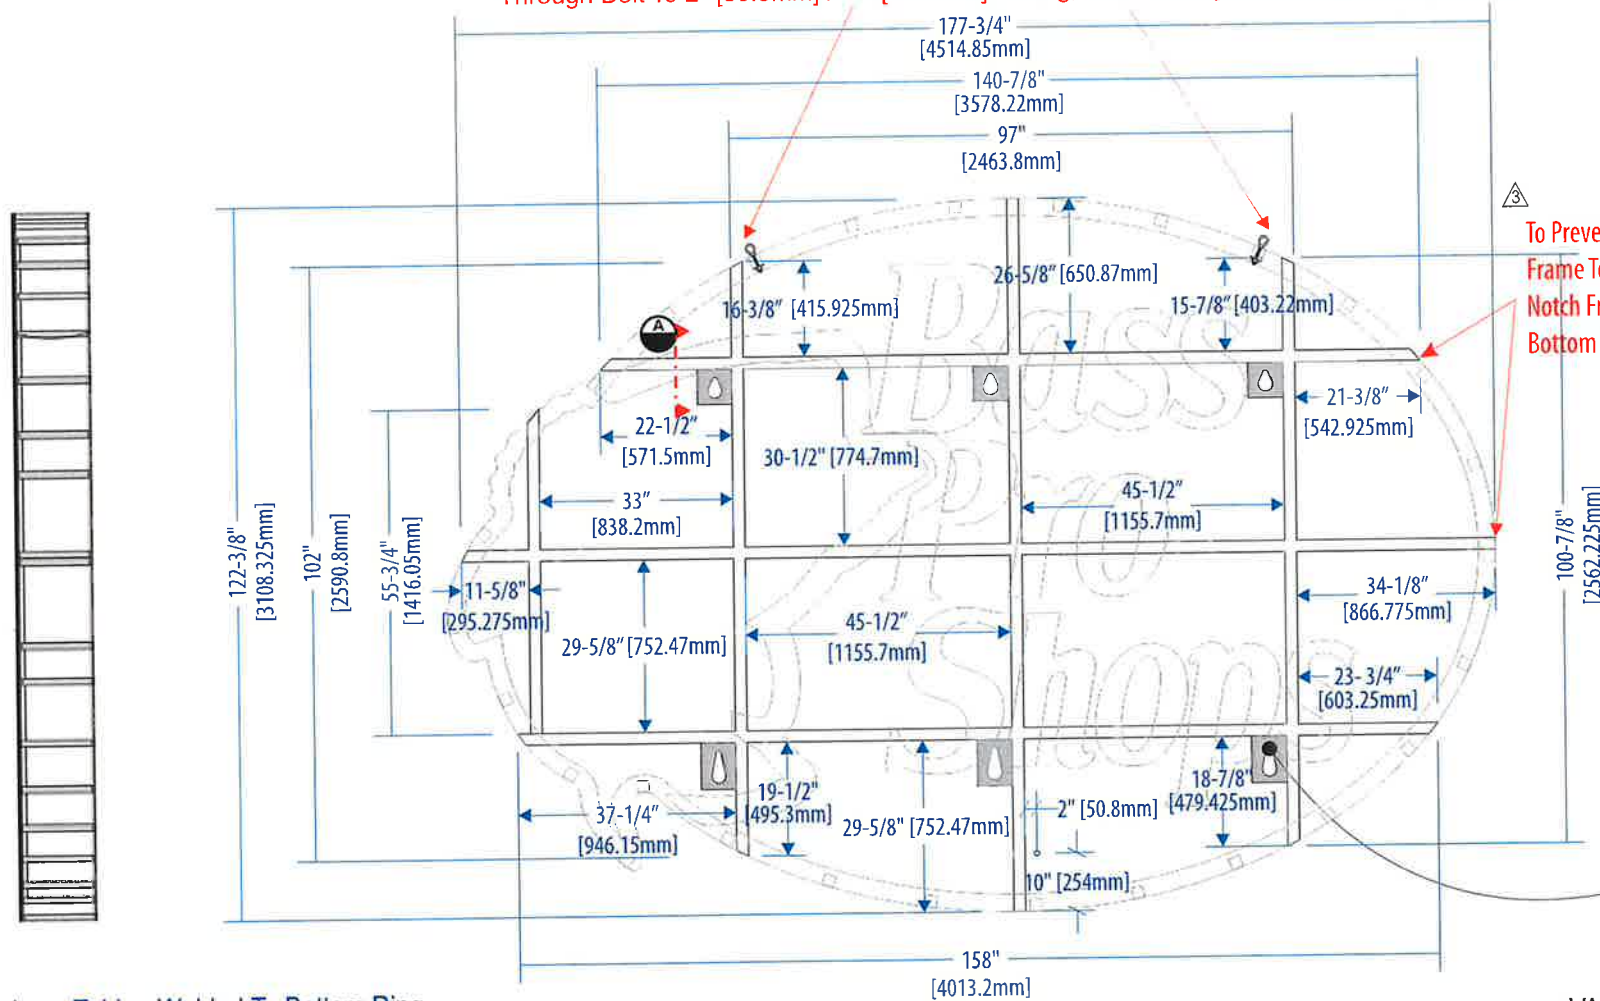 177-3/4"
[4514.85mm]
140-7/8"
[3578.22mm]
97"
[2463.8mm]
3
To Preve
Frame To
Notch Fr
Bottom
26-5/8" [650.87mm]
16-3/8" [415.925mm]
15-7/8" [403.22mm]
A
Bass
Pro
Shops
22-1/2"
[571.5mm]
21-3/8"
[542.925mm]
30-1/2" [774.7mm]
33"
[838.2mm]
45-1/2"
[1155.7mm]
122-3/8"
[3108.325mm]
102"
[2590.8mm]
55-3/4"
[1416.05mm]
100-7/8"
[2562.225mm]
11-5/8"
[295.275mm]
34-1/8"
[866.775mm]
29-5/8" [752.47mm]
45-1/2"
[1155.7mm]
23- 3/4"
[603.25mm]
37-1/4"
[946.15mm]
19-1/2"
[495.3mm]
29-5/8" [752.47mm]
2" [50.8mm]
18-7/8"
[479.425mm]
10" [254mm]
158"
[4013.2mm]